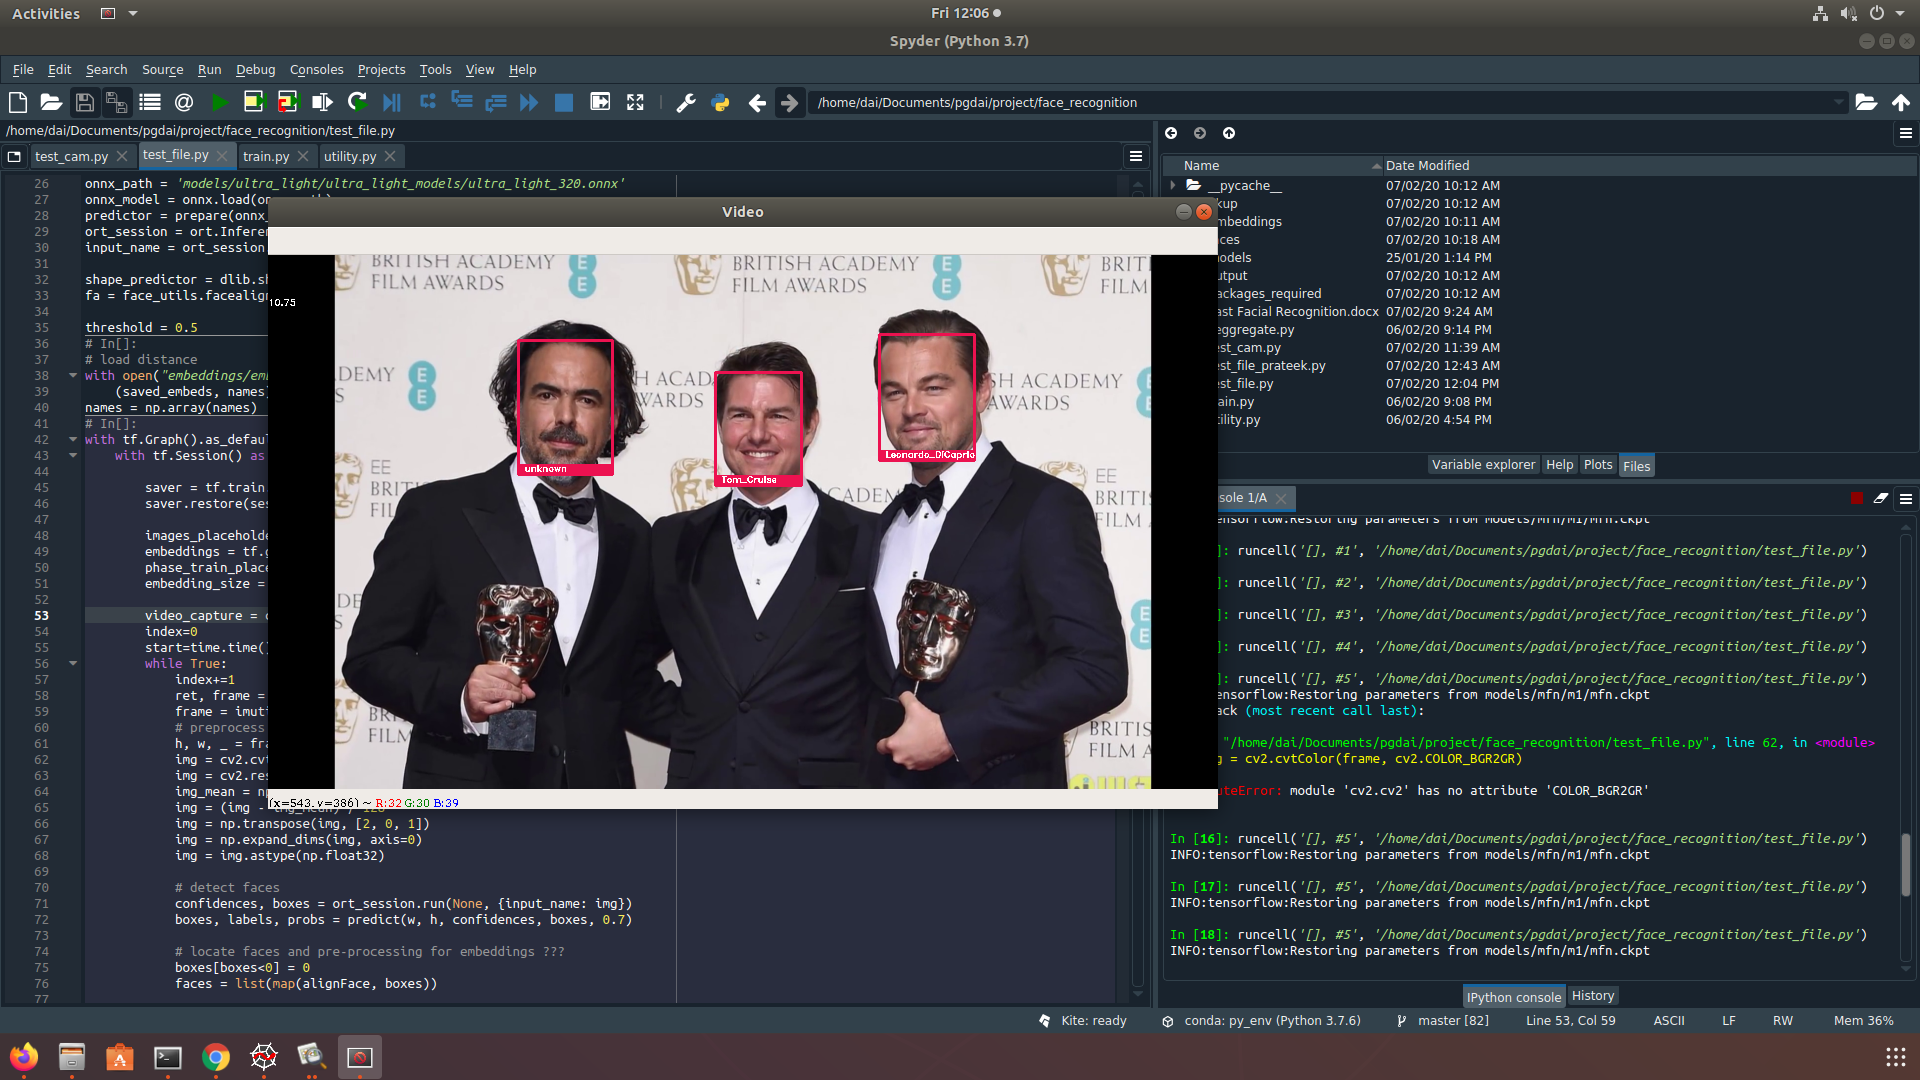 Activities
Fri 12:06
Spyder (Python 3.7)
File Edit Search Source Run Debug Consoles Projects Tools View Help
/home/dai/Documents/pgdai/project/face_recognition
/home/dai/Documents/pgdai/project/face_recognition/test_file.py
test_cam.py test_file.py train.py utility.py
26 onnx_path = 'models/ultra_light/ultra_light_models/ultra_light_320.onnx'
27 onnx_model = onnx.load(on
28 predictor = prepare(onnx_
29 ort_session = ort.Infere
30 input_name = ort_session
31
32 shape_predictor = dlib.sh
33 fa = face_utils.facealig
34
35 threshold = 0.5
36 # In[]:
37 # load distance
38 with open("embeddings/em
39 (saved_embeds, names)
40 names = np.array(names)
41 # In[]:
42 with tf.Graph().as_defau
43 with tf.Session() as
44
45 saver = tf.train
46 saver.restore(ses
47
48 images_placehold
49 embeddings = tf.g
50 phase_train_place
51 embedding_size =
52
53 video_capture = c
54 index=0
55 start=time.time()
56 while True:
57 index+=1
58 ret, frame =
59 frame = imuti
60 # preprocess
61 h, w, _ = fra
62 img = cv2.cvt
63 img = cv2.res
64 img_mean = np
65 img = (img -
66 img = np.transpose(img, [2, 0, 1])
67 img = np.expand_dims(img, axis=0)
68 img = img.astype(np.float32)
69
70 # detect faces
71 confidences, boxes = ort_session.run(None, {input_name: img})
72 boxes, labels, probs = predict(w, h, confidences, boxes, 0.7)
73
74 # locate faces and pre-processing for embeddings ???
75 boxes[boxes<0] = 0
76 faces = list(map(alignFace, boxes))
77
Video
10.75
BRITISH ACADEMY
FILM AWARDS
EE
BRITISH ACADEMY
FILM AWARDS
EE
BRITI
FILM
DEMY
EE
H ACADEMY
WARDS
ACADEMY
AWARDS
EE
BRI
FILM
ACADEM
EE
BRITISH
FILM
BRITISH
FILM
unknown
Tom_Cruise
Leonardo_DiCaprio
(x=543, y=386) ~ R:32 G:30 B:39
Name Date Modified
__pycache__ 07/02/20 10:12 AM
kup 07/02/20 10:12 AM
mbeddings 07/02/20 10:11 AM
ces 07/02/20 10:18 AM
odels 25/01/20 1:14 PM
utput 07/02/20 10:12 AM
ackages_required 07/02/20 10:12 AM
ast Facial Recognition.docx 07/02/20 9:24 AM
eggregate.py 06/02/20 9:14 PM
est_cam.py 07/02/20 11:39 AM
est_file_prateek.py 07/02/20 12:43 AM
est_file.py 07/02/20 12:04 PM
ain.py 06/02/20 9:08 PM
tility.py 06/02/20 4:54 PM
Variable explorer Help Plots Files
sole 1/A
ensorflow:Restoring parameters from models/mfn/m1/mfn.ckpt
]: runcell('[], #1', '/home/dai/Documents/pgdai/project/face_recognition/test_file.py')
]: runcell('[], #2', '/home/dai/Documents/pgdai/project/face_recognition/test_file.py')
]: runcell('[], #3', '/home/dai/Documents/pgdai/project/face_recognition/test_file.py')
]: runcell('[], #4', '/home/dai/Documents/pgdai/project/face_recognition/test_file.py')
]: runcell('[], #5', '/home/dai/Documents/pgdai/project/face_recognition/test_file.py')
ensorflow:Restoring parameters from models/mfn/m1/mfn.ckpt
ack (most recent call last):
"/home/dai/Documents/pgdai/project/face_recognition/test_file.py", line 62, in <module>
g = cv2.cvtColor(frame, cv2.COLOR_BGR2GR)
uteError: module 'cv2.cv2' has no attribute 'COLOR_BGR2GR'
In [16]: runcell('[], #5', '/home/dai/Documents/pgdai/project/face_recognition/test_file.py')
INFO:tensorflow:Restoring parameters from models/mfn/m1/mfn.ckpt
In [17]: runcell('[], #5', '/home/dai/Documents/pgdai/project/face_recognition/test_file.py')
INFO:tensorflow:Restoring parameters from models/mfn/m1/mfn.ckpt
In [18]: runcell('[], #5', '/home/dai/Documents/pgdai/project/face_recognition/test_file.py')
INFO:tensorflow:Restoring parameters from models/mfn/m1/mfn.ckpt
IPython console History
Kite: ready conda: py_env (Python 3.7.6) master [82] Line 53, Col 59 ASCII LF RW Mem 36%